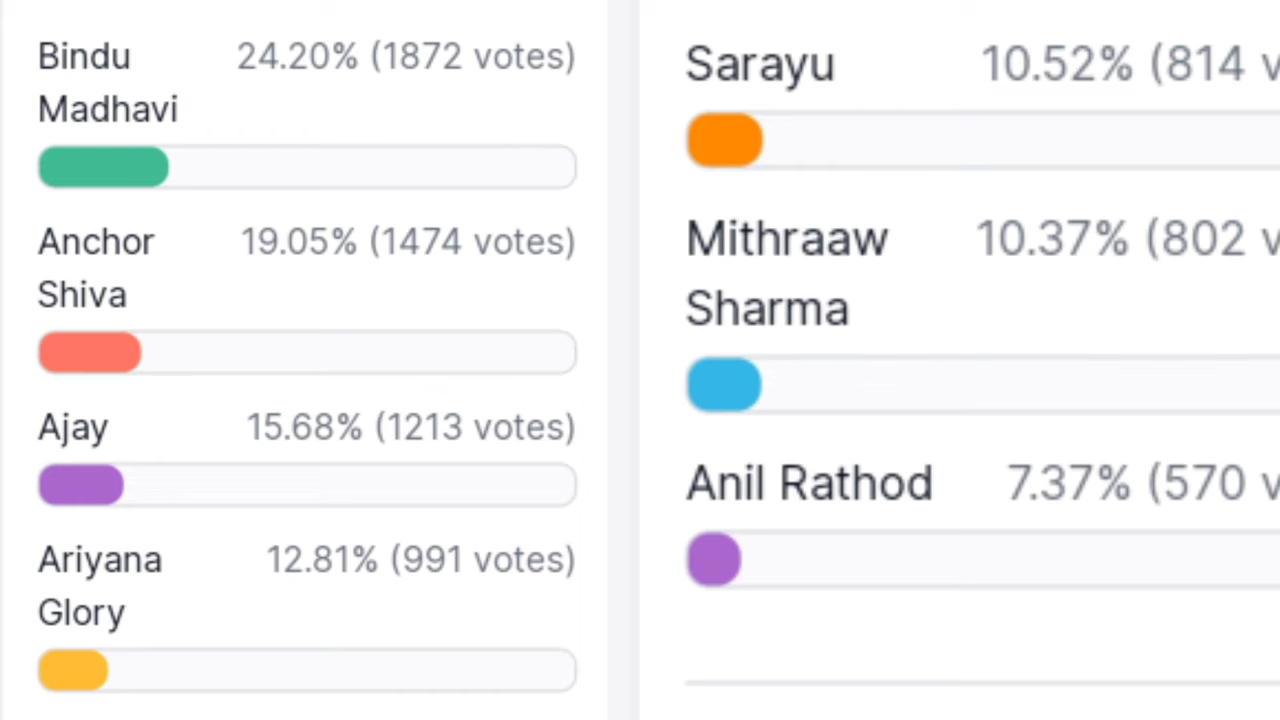 Bindu 24.20% (1872 votes)
Madhavi
Anchor 19.05% (1474 votes)
Shiva
Ajay 15.68% (1213 votes)
Ariyana 12.81% (991 votes)
Glory
Sarayu 10.52% (814 v
Mithraaw 10.37% (802 v
Sharma
Anil Rathod 7.37% (570 v